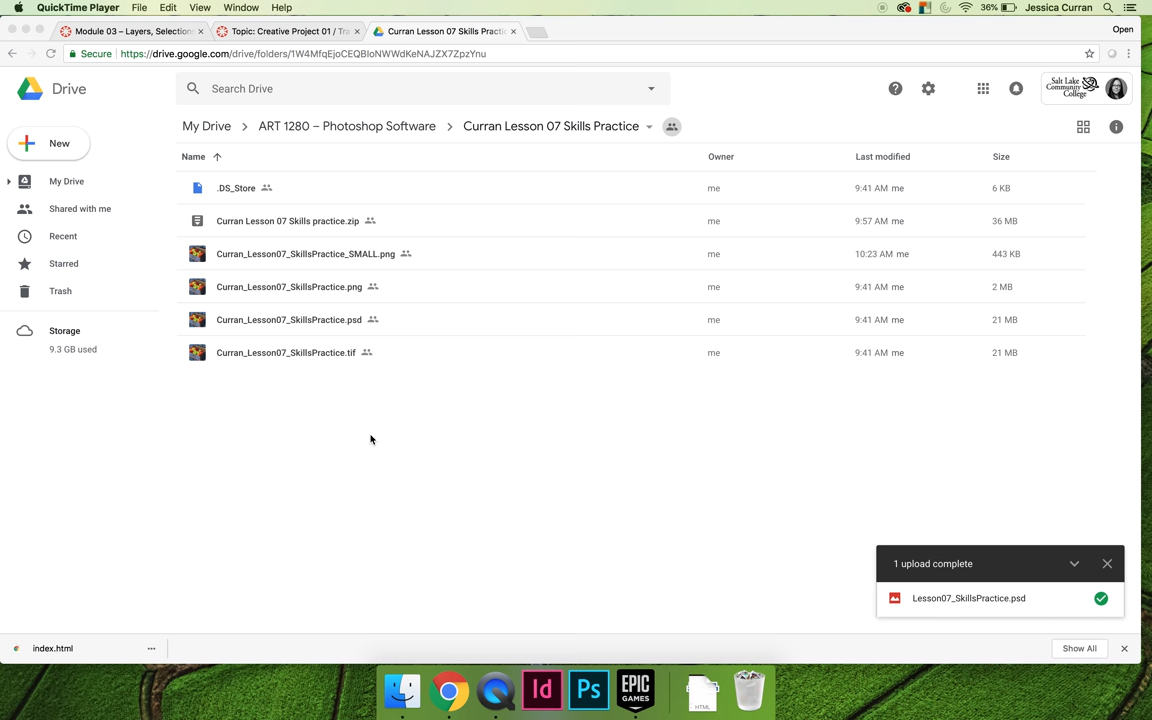 QuickTime Player File Edit View Window Help 36% Jessica Curran
Module 03 – Layers, Selection Topic: Creative Project 01 / Tra Curran Lesson 07 Skills Practic Open
Secure https://drive.google.com/drive/folders/1W4MfqEjoCEQBIoNWWdKeNAJZX7ZpzYnu
Drive Search Drive Salt Lake Community College
My Drive ART 1280 – Photoshop Software Curran Lesson 07 Skills Practice
New
Name Owner Last modified Size
My Drive
.DS_Store me 9:41 AM me 6 KB
Shared with me
Curran Lesson 07 Skills practice.zip me 9:57 AM me 36 MB
Recent
Curran_Lesson07_SkillsPractice_SMALL.png me 10:23 AM me 443 KB
Starred
Curran_Lesson07_SkillsPractice.png me 9:41 AM me 2 MB
Trash
Curran_Lesson07_SkillsPractice.psd me 9:41 AM me 21 MB
Storage
9.3 GB used
Curran_Lesson07_SkillsPractice.tif me 9:41 AM me 21 MB
1 upload complete
Lesson07_SkillsPractice.psd
index.html Show All
Id Ps EPIC GAMES HTML